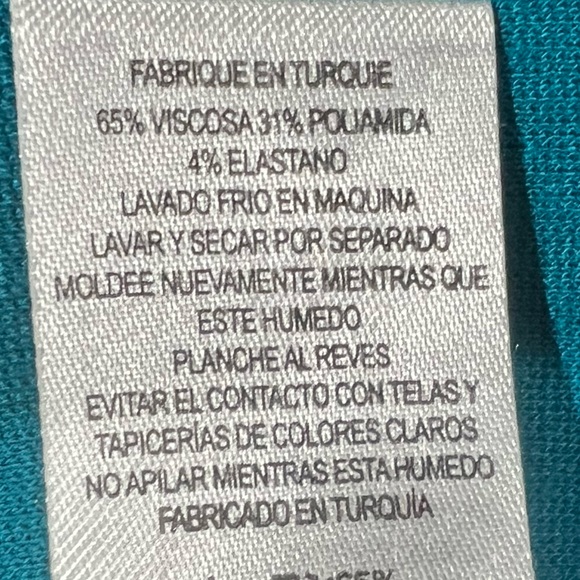 FABRIQUE EN TURQUIE
65% VISCOSA 31% POLIAMIDA
4% ELASTANO
LAVADO FRIO EN MAQUINA
LAVAR Y SECAR POR SEPARADO
MOLDEE NUEVAMENTE MIENTRAS QUE
ESTE HUMEDO
PLANCHE AL REVES
EVITAR EL CONTACTO CON TELAS Y
TAPICERÍAS DE COLORES CLAROS
NO APILAR MIENTRAS ESTA HUMEDO
FABRICADO EN TURQUÍA